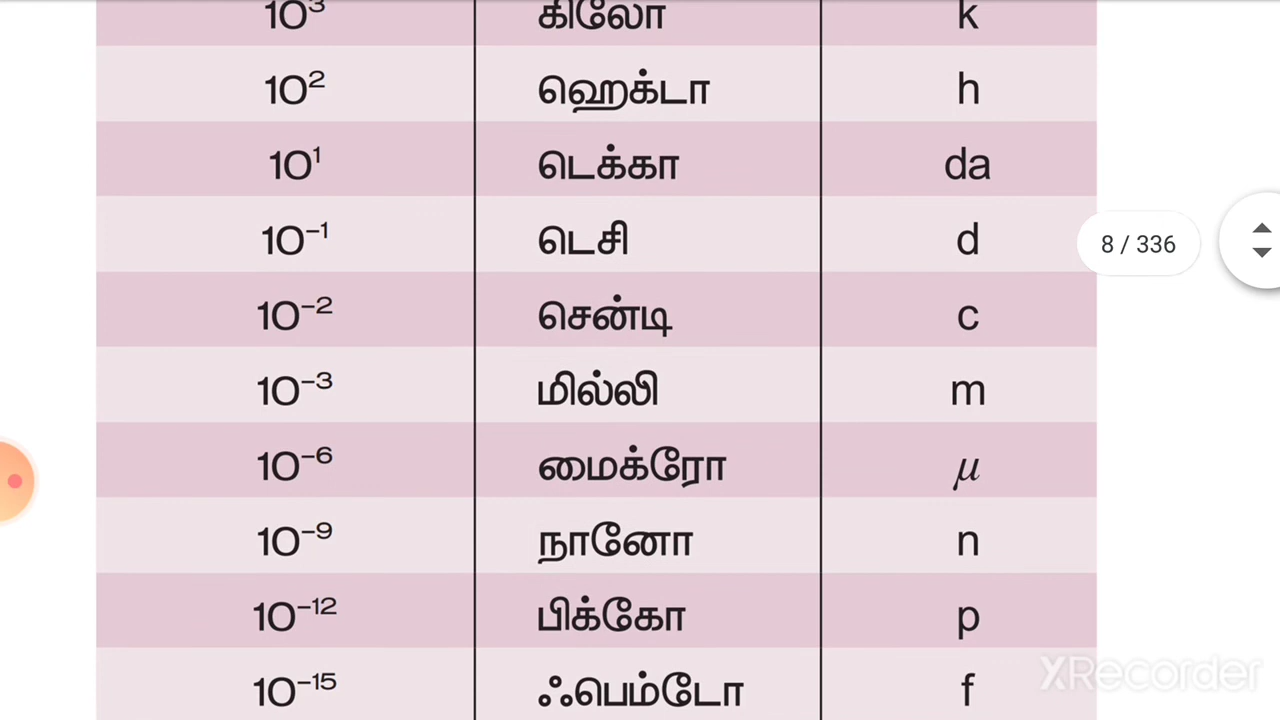 10³ கிலோ k
10² ஹெக்டா h
10¹ டெக்கா da
10⁻¹ டெசி d
8 / 336
10⁻² சென்டி c
10⁻³ மில்லி m
10⁻⁶ மைக்ரோ μ
10⁻⁹ நானோ n
10⁻¹² பிக்கோ p
XRecorder
10⁻¹⁵ ஃபெம்டோ f